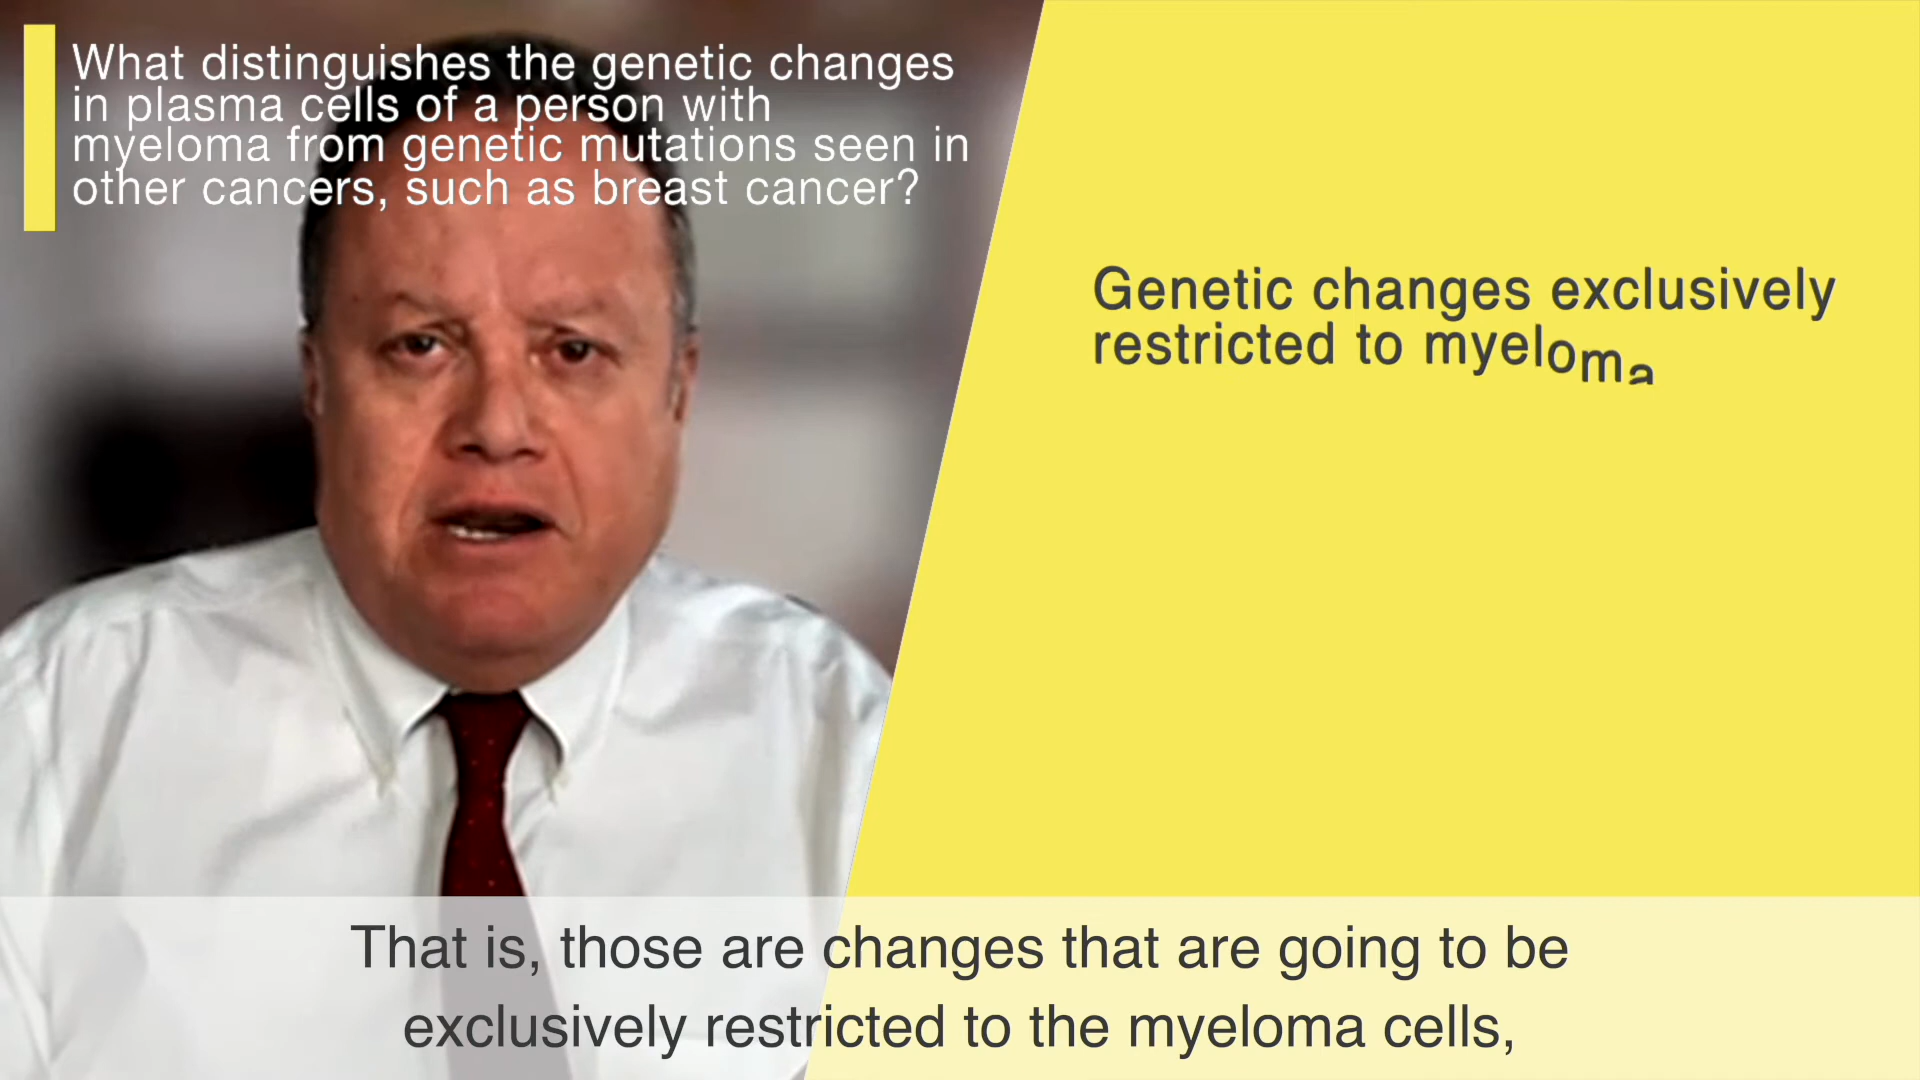 What distinguishes the genetic changes
in plasma cells of a person with
myeloma from genetic mutations seen in
other cancers, such as breast cancer?
Genetic changes exclusively
restricted to myeloma
That is, those are changes that are going to be
exclusively restricted to the myeloma cells,